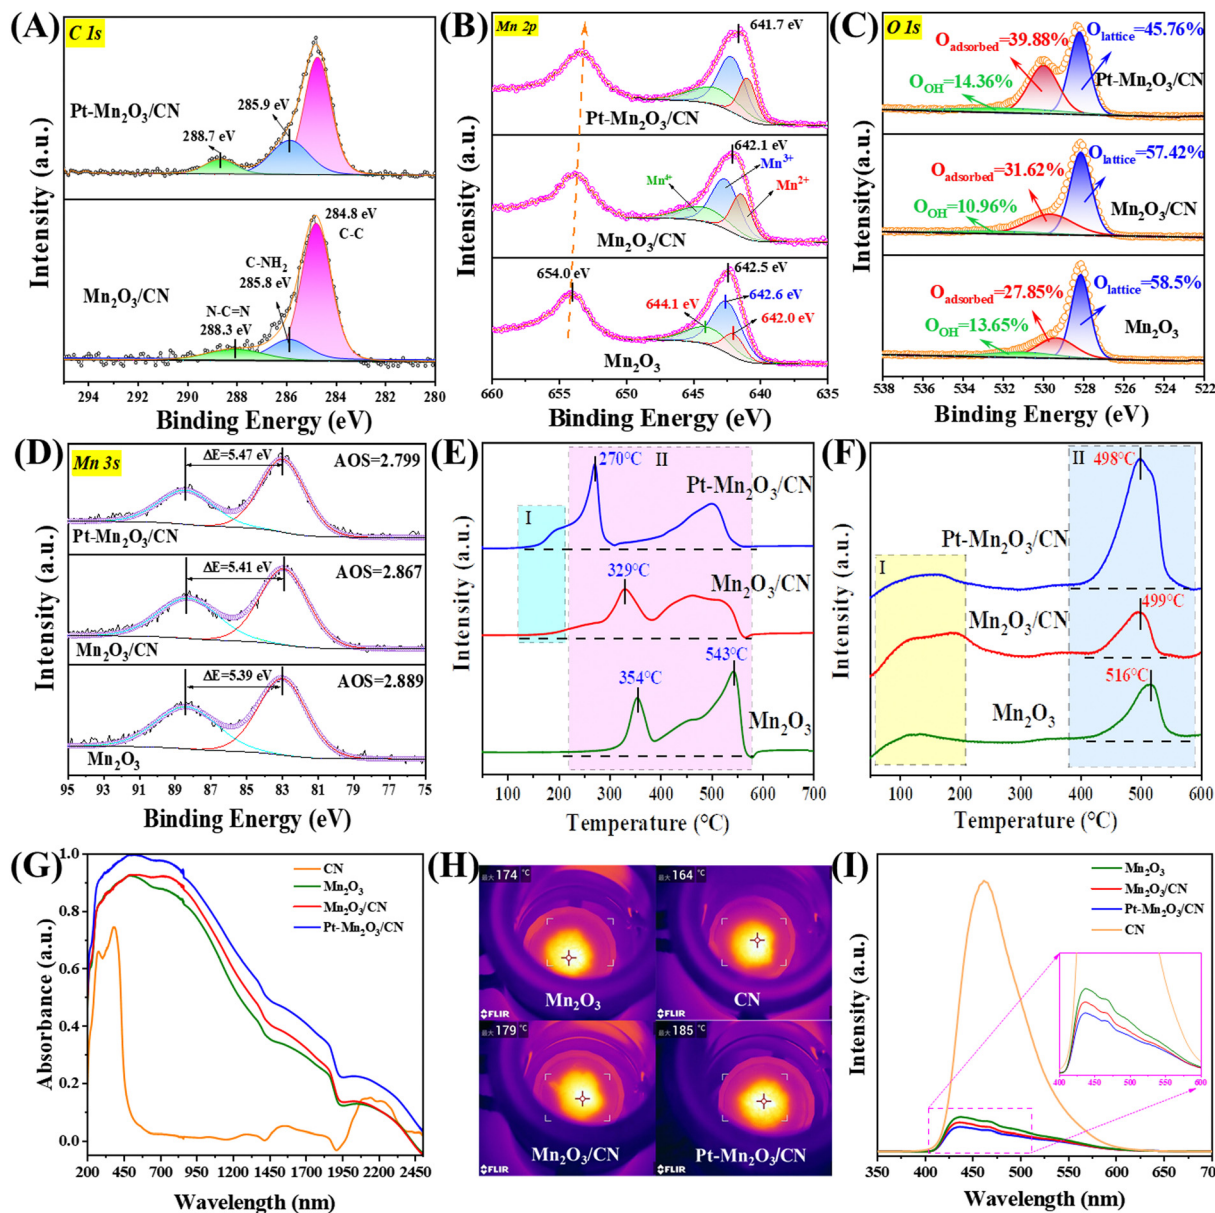 (A)
C 1s
Pt-Mn₂O₃/CN
285.9 eV
288.7 eV
284.8 eV
C-C
C-NH₂
285.8 eV
N-C=N
288.3 eV
Mn₂O₃/CN
Intensity (a.u.)
294 292 290 288 286 284 282 280
Binding Energy (eV)
(B)
Mn 2p
641.7 eV
Pt-Mn₂O₃/CN
642.1 eV
Mn³⁺
Mn⁴⁺
Mn²⁺
Mn₂O₃/CN
654.0 eV
642.5 eV
644.1 eV
642.6 eV
642.0 eV
Mn₂O₃
Intensity (a.u.)
660 655 650 645 640 635
Binding Energy (eV)
(C)
O 1s
Olattice=45.76%
Oadsorbed=39.88%
OOH=14.36%
Pt-Mn₂O₃/CN
Olattice=57.42%
Oadsorbed=31.62%
OOH=10.96%
Mn₂O₃/CN
Olattice=58.5%
Oadsorbed=27.85%
OOH=13.65%
Mn₂O₃
Intensity(a.u.)
538 536 534 532 530 528 526 524 522
Binding Energy (eV)
(D)
Mn 3s
ΔE=5.47 eV
AOS=2.799
Pt-Mn₂O₃/CN
ΔE=5.41 eV
AOS=2.867
Mn₂O₃/CN
ΔE=5.39 eV
AOS=2.889
Mn₂O₃
Intensity (a.u.)
95 93 91 89 87 85 83 81 79 77 75
Binding Energy (eV)
(E)
270°C
II
I
Pt-Mn₂O₃/CN
329°C
Mn₂O₃/CN
354°C
543°C
Mn₂O₃
Intensity (a.u.)
100 200 300 400 500 600 700
Temperature (°C)
(F)
II
498°C
Pt-Mn₂O₃/CN
I
Mn₂O₃/CN
499°C
516°C
Mn₂O₃
Intensity (a.u.)
100 200 300 400 500 600
Temperature (°C)
(G)
CN
Mn₂O₃
Mn₂O₃/CN
Pt-Mn₂O₃/CN
Absorbance (a.u.)
1.0
0.8
0.6
0.4
0.2
0.0
200 450 700 950 1200 1450 1700 1950 2200 2450
Wavelength (nm)
(H)
最大 174 °C
Mn₂O₃
FLIR
最大 164 °C
CN
FLIR
最大 179 °C
Mn₂O₃/CN
FLIR
最大 185 °C
Pt-Mn₂O₃/CN
FLIR
(I)
Mn₂O₃
Mn₂O₃/CN
Pt-Mn₂O₃/CN
CN
400 450 500 550 600
Intensity (a.u.)
350 400 450 500 550 600 650 70
Wavelength (nm)